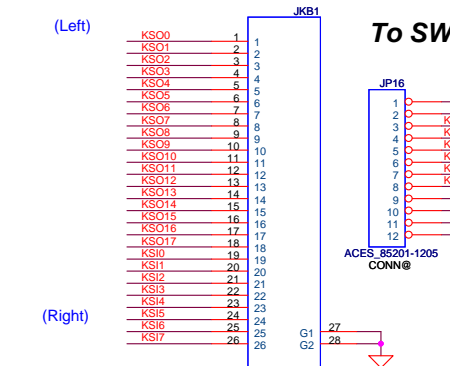 JKB1
(Left)
To SW
KSO0 1 1
KSO1 2 2
KSO2 3 3
KSO3 4 4
KSO4 5 5
KSO5 6 6
KSO6 7 7
KSO7 8 8
KSO8 9 9
KSO9 10 10
KSO10 11 11
KSO11 12 12
KSO12 13 13
KSO13 14 14
KSO14 15 15
KSO15 16 16
KSO16 17 17
KSO17 18 18
KSI0 19 19
KSI1 20 20
KSI2 21 21
KSI3 22 22
KSI4 23 23
KSI5 24 24
KSI6 25 25
KSI7 26 26
(Right)
G1 27
G2 28
JP16
1
2
3 K
4 K
5 K
6 K
7 K
8 K
9
10
11
12
ACES_85201-1205
CONN@